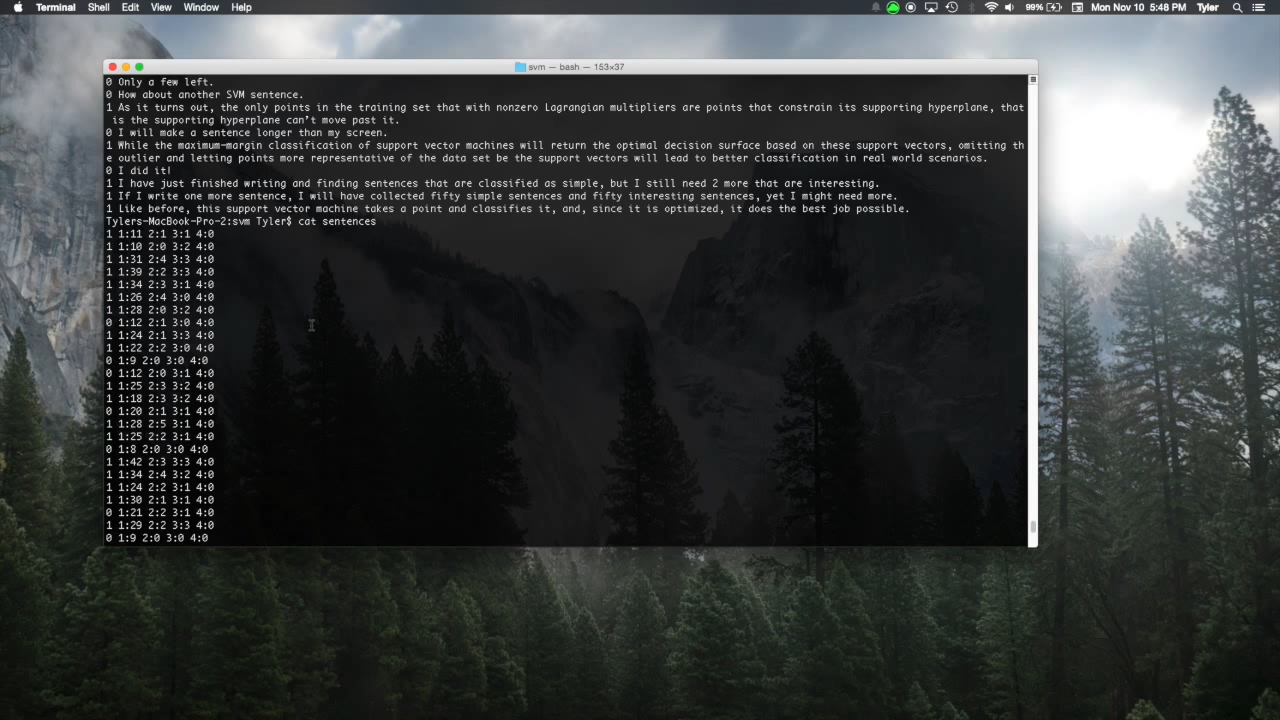 Terminal Shell Edit View Window Help 99% Mon Nov 10 5:48 PM Tyler
svm — bash — 153×37
0 Only a few left.
0 How about another SVM sentence.
1 As it turns out, the only points in the training set that with nonzero Lagrangian multipliers are points that constrain its supporting hyperplane, that
is the supporting hyperplane can't move past it.
0 I will make a sentence longer than my screen.
1 While the maximum-margin classification of support vector machines will return the optimal decision surface based on these support vectors, omitting th
e outlier and letting points more representative of the data set be the support vectors will lead to better classification in real world scenarios.
0 I did it!
1 I have just finished writing and finding sentences that are classified as simple, but I still need 2 more that are interesting.
1 If I write one more sentence, I will have collected fifty simple sentences and fifty interesting sentences, yet I might need more.
1 Like before, this support vector machine takes a point and classifies it, and, since it is optimized, it does the best job possible.
Tylers-MacBook-Pro-2:svm Tyler$ cat sentences
1 1:11 2:1 3:1 4:0
1 1:10 2:0 3:2 4:0
1 1:31 2:4 3:3 4:0
1 1:39 2:2 3:3 4:0
1 1:34 2:3 3:1 4:0
1 1:26 2:4 3:0 4:0
1 1:28 2:0 3:2 4:0
0 1:12 2:1 3:0 4:0
1 1:24 2:1 3:3 4:0
1 1:22 2:2 3:0 4:0
0 1:9 2:0 3:0 4:0
0 1:12 2:0 3:1 4:0
1 1:25 2:3 3:2 4:0
1 1:18 2:3 3:2 4:0
0 1:20 2:1 3:1 4:0
1 1:28 2:5 3:1 4:0
1 1:25 2:2 3:1 4:0
0 1:8 2:0 3:0 4:0
1 1:42 2:3 3:3 4:0
1 1:34 2:4 3:2 4:0
1 1:24 2:2 3:1 4:0
1 1:30 2:1 3:1 4:0
0 1:21 2:2 3:1 4:0
1 1:29 2:2 3:3 4:0
0 1:9 2:0 3:0 4:0